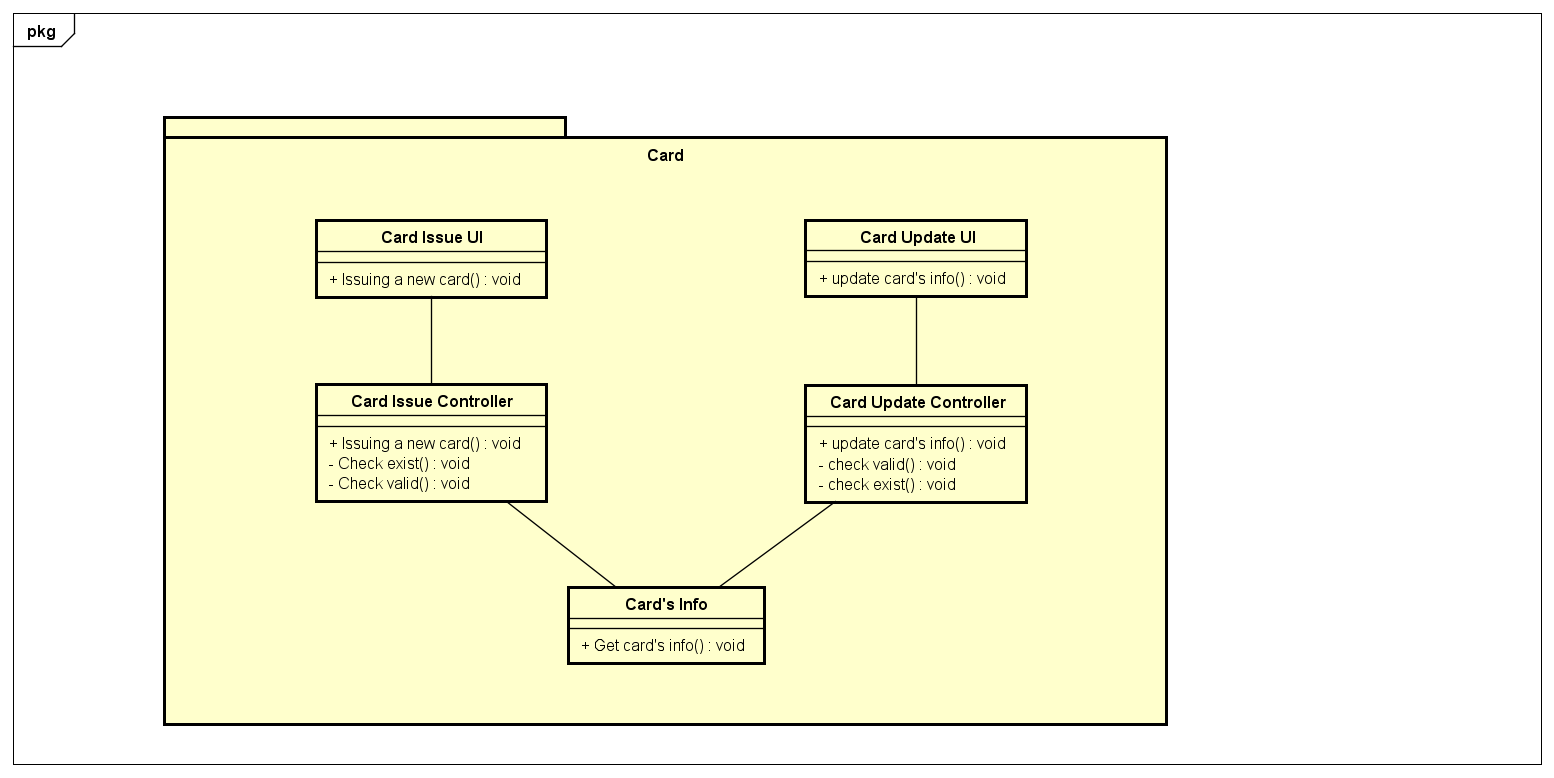 pkg
Card
Card Issue UI
+ Issuing a new card() : void
Card Update UI
+ update card's info() : void
Card Issue Controller
+ Issuing a new card() : void
- Check exist() : void
- Check valid() : void
Card Update Controller
+ update card's info() : void
- check valid() : void
- check exist() : void
Card's Info
+ Get card's info() : void